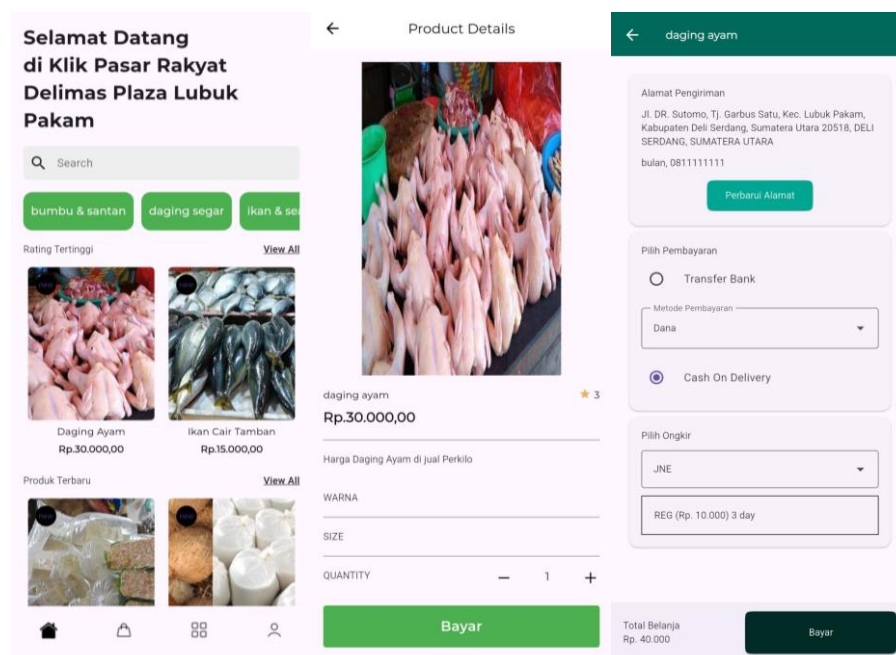 Selamat Datang
di Klik Pasar Rakyat
Delimas Plaza Lubuk
Pakam
Search
bumbu & santan
daging segar
ikan & sea
Rating Tertinggi
View All
new
new
Daging Ayam
Rp.30.000,00
Ikan Cair Tamban
Rp.15.000,00
Produk Terbaru
View All
new
new
Product Details
daging ayam
3
Rp.30.000,00
Harga Daging Ayam di jual Perkilo
WARNA
SIZE
QUANTITY
1
Bayar
daging ayam
Alamat Pengiriman
Jl. DR. Sutomo, Tj. Garbus Satu, Kec. Lubuk Pakam,
Kabupaten Deli Serdang, Sumatera Utara 20518, DELI
SERDANG, SUMATERA UTARA
bulan, 0811111111
Perbarui Alamat
Pilih Pembayaran
Transfer Bank
Metode Pembayaran
Dana
Cash On Delivery
Pilih Ongkir
JNE
REG (Rp. 10.000) 3 day
Total Belanja
Rp. 40.000
Bayar